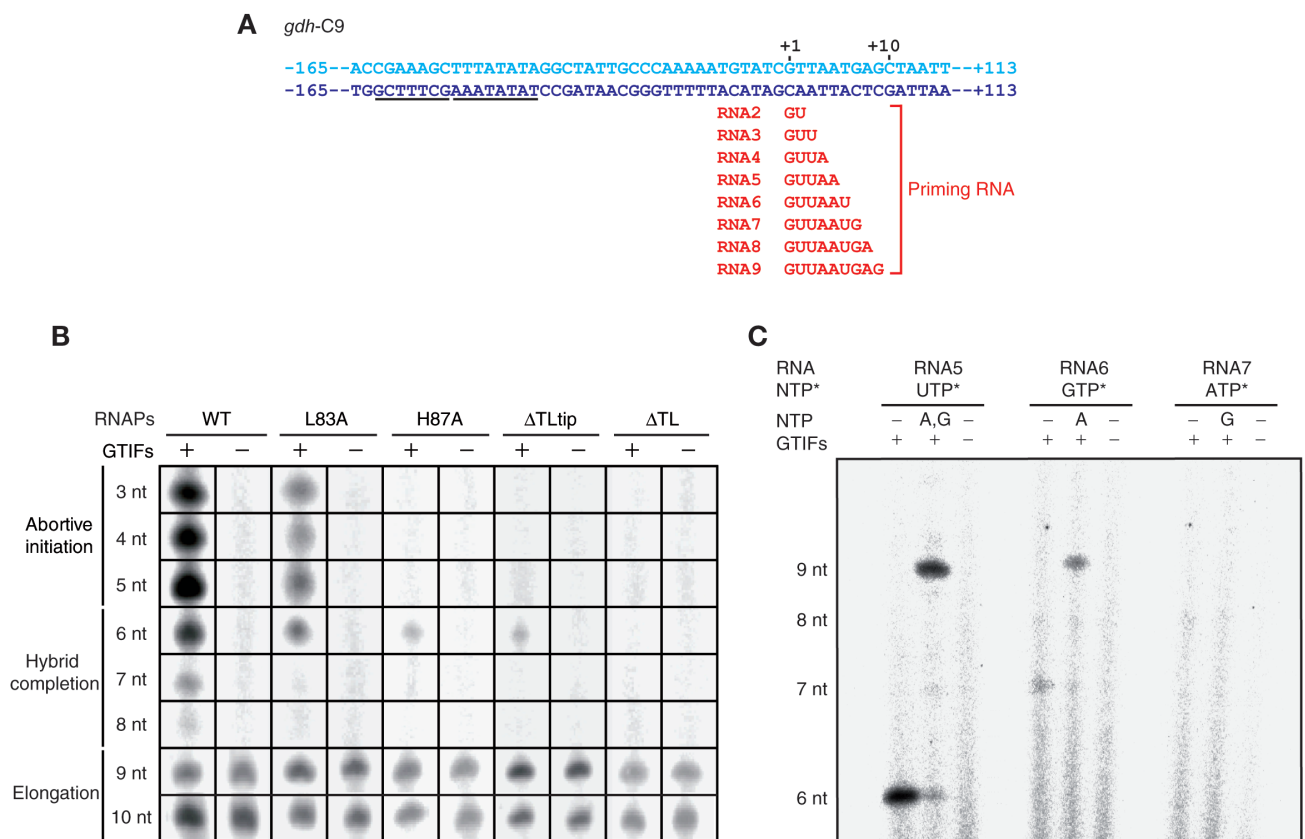 A
gdh-C9
+1 +10
-165--ACCGAAAGCTTTATATAGGCTATTGCCCAAAAATGTATCGTTAATGAGCTAATT--+113
-165--TGGCTTTCGAAATATATCCGATAACGGGTTTTTACATAGCAATTACTCGATTAA--+113
RNA2 GU
RNA3 GUU
RNA4 GUUA
RNA5 GUUAA
RNA6 GUUAAU
RNA7 GUUAAUG
RNA8 GUUAAUGA
RNA9 GUUAAUGAG
Priming RNA
B
RNAPs WT L83A H87A ΔTLtip ΔTL
GTIFs + − + − + − + − + −
Abortive initiation
3 nt
4 nt
5 nt
Hybrid completion
6 nt
7 nt
8 nt
Elongation
9 nt
10 nt
C
RNA RNA5 RNA6 RNA7
NTP* UTP* GTP* ATP*
NTP − A,G − − A − − G −
GTIFs + + − + + − + + −
9 nt
8 nt
7 nt
6 nt